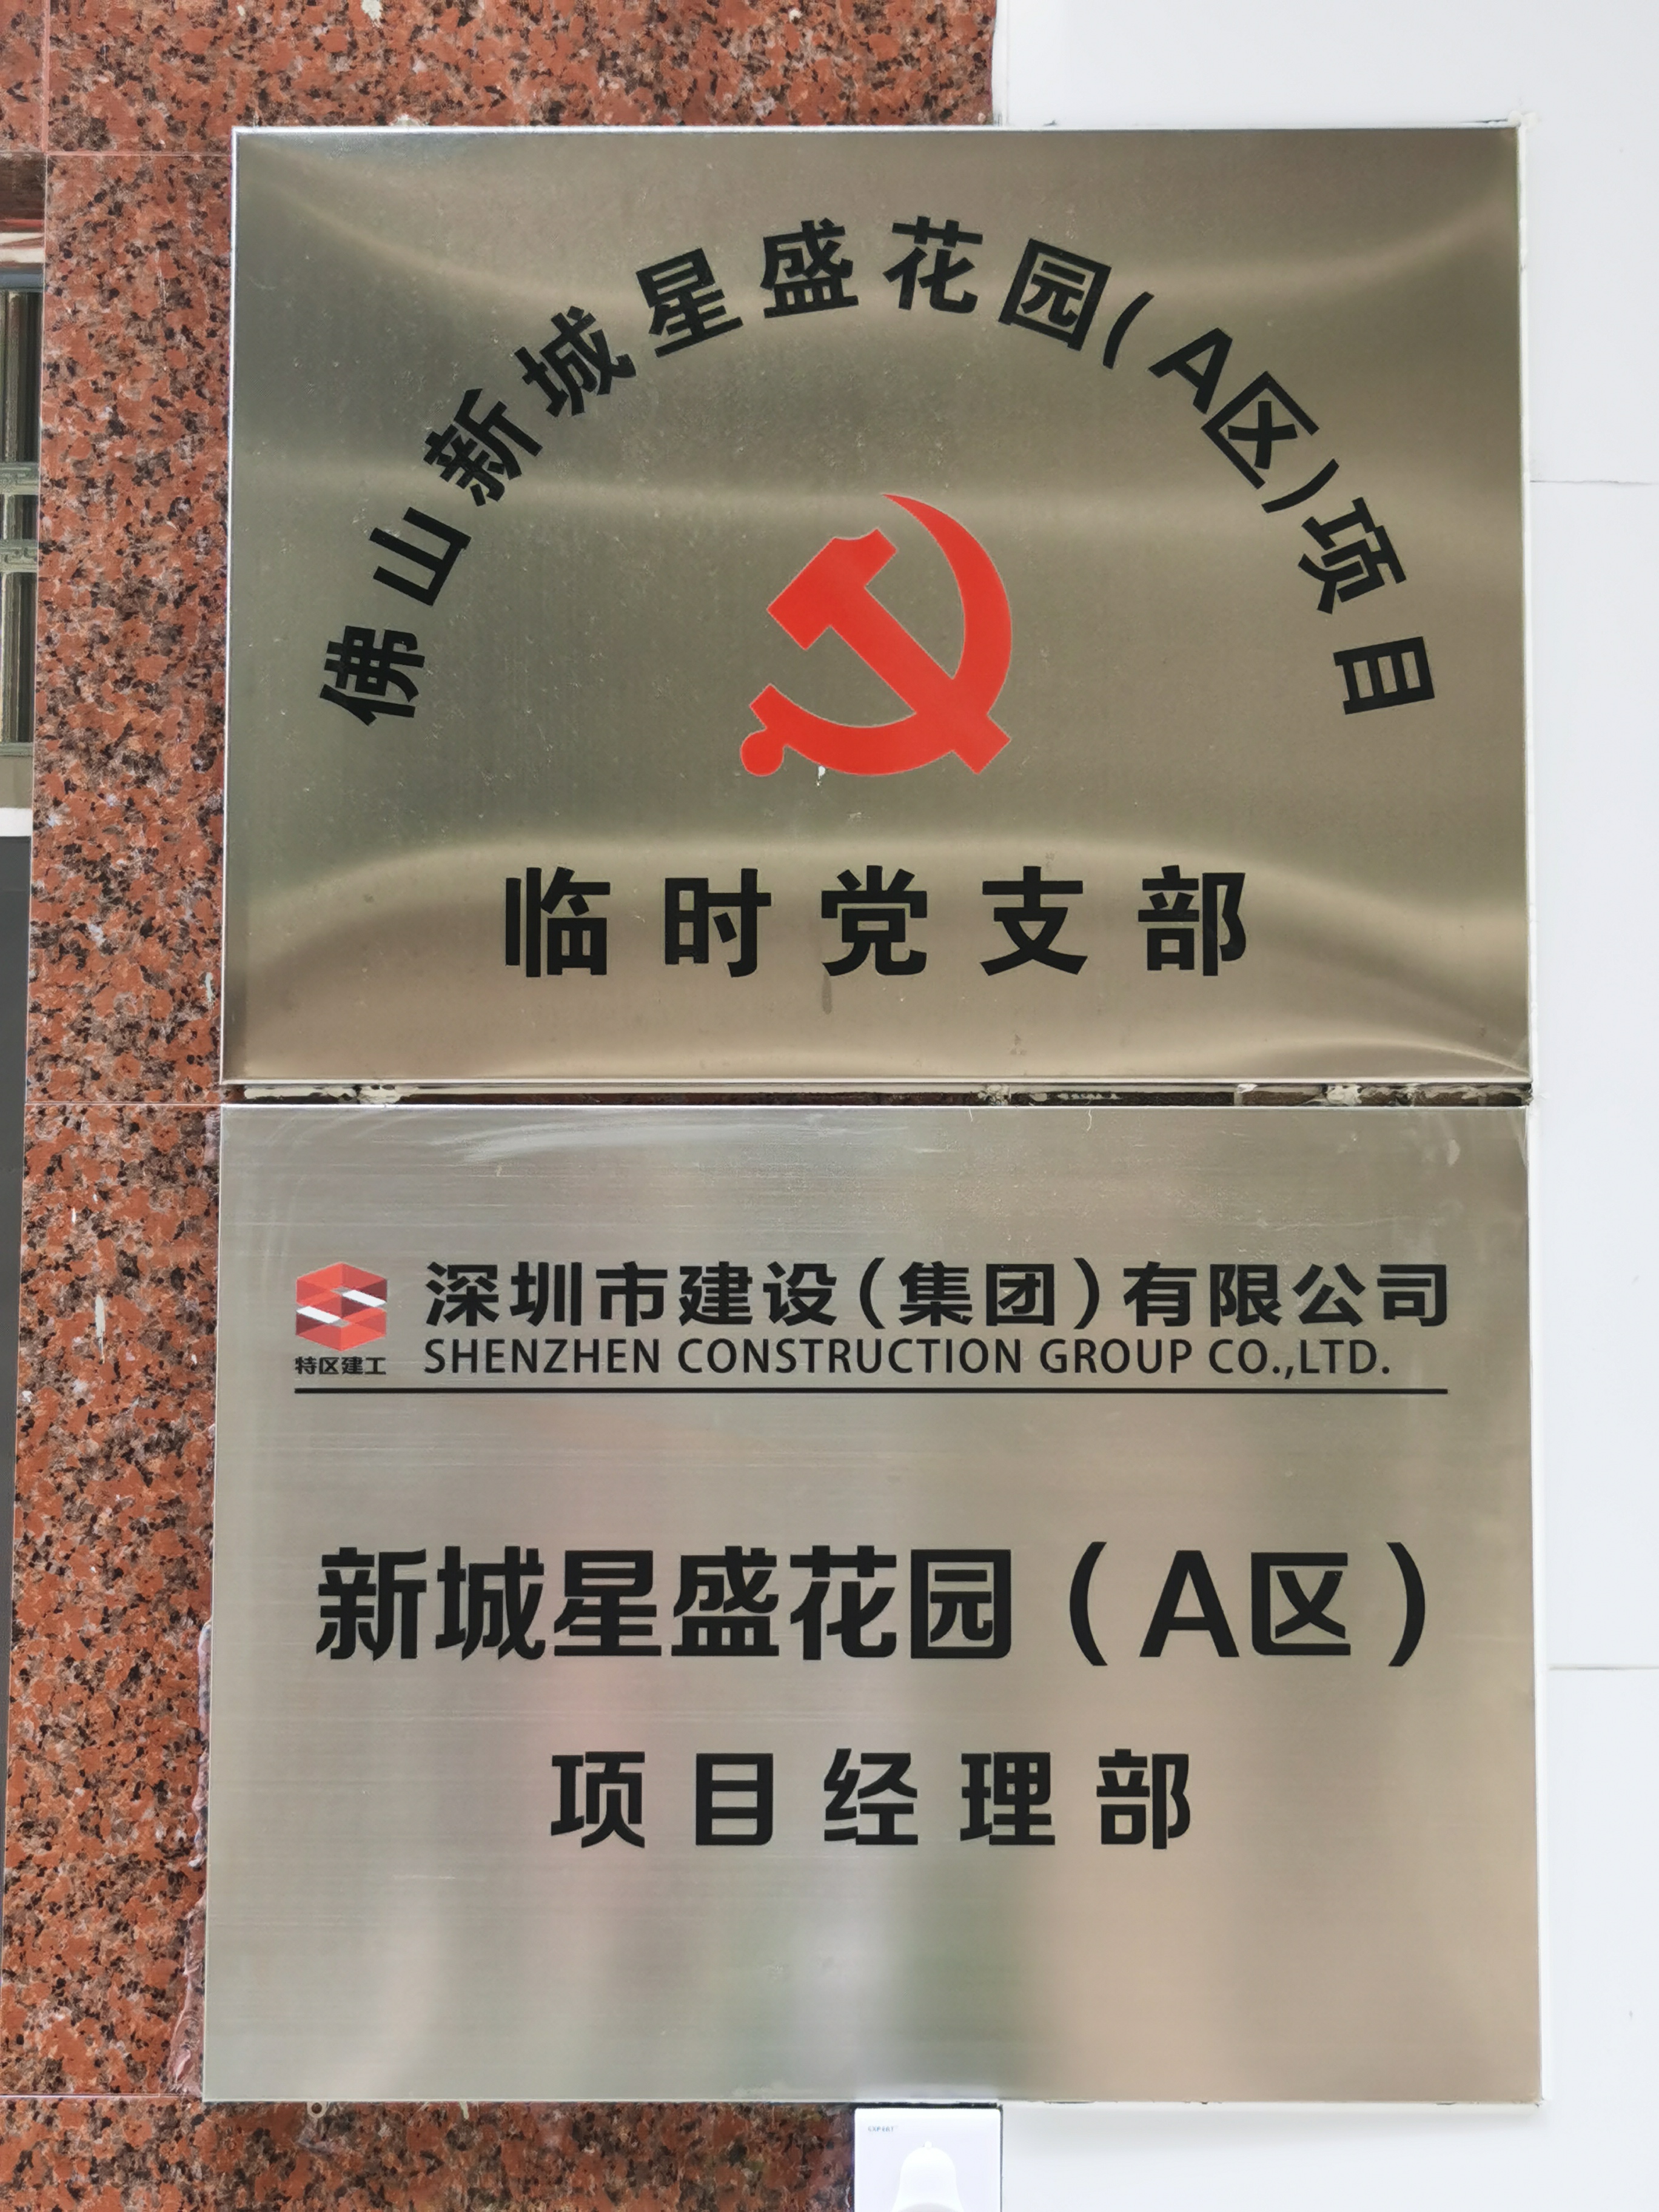 佛山新城星盛花园(A区)项目
临时党支部
深圳市建设(集团)有限公司
SHENZHEN CONSTRUCTION GROUP CO.,LTD.
特区建工
新城星盛花园(A区)
项目经理部